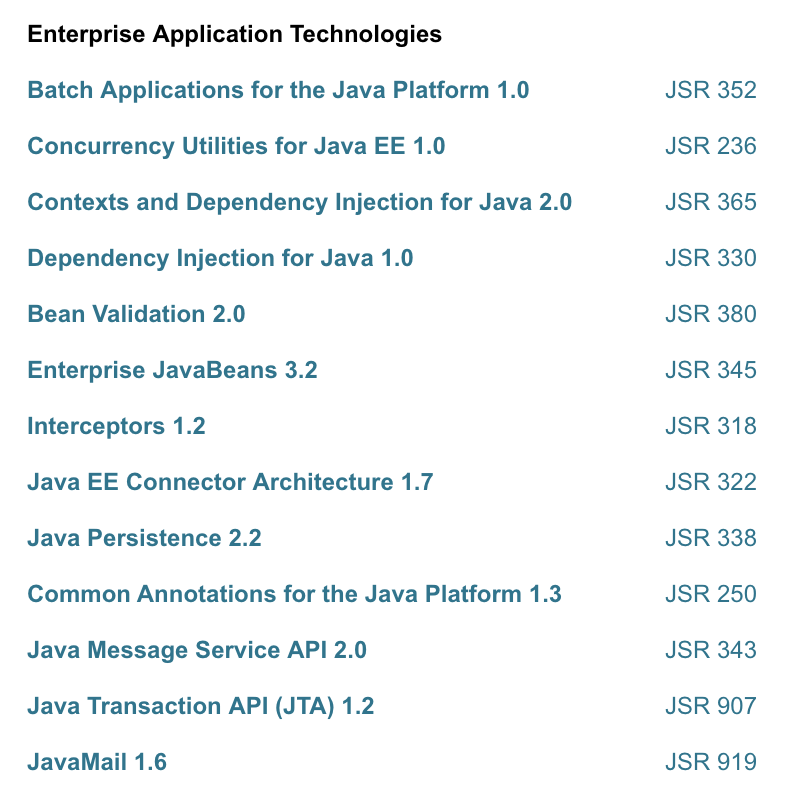 Enterprise Application Technologies
Batch Applications for the Java Platform 1.0 JSR 352
Concurrency Utilities for Java EE 1.0 JSR 236
Contexts and Dependency Injection for Java 2.0 JSR 365
Dependency Injection for Java 1.0 JSR 330
Bean Validation 2.0 JSR 380
Enterprise JavaBeans 3.2 JSR 345
Interceptors 1.2 JSR 318
Java EE Connector Architecture 1.7 JSR 322
Java Persistence 2.2 JSR 338
Common Annotations for the Java Platform 1.3 JSR 250
Java Message Service API 2.0 JSR 343
Java Transaction API (JTA) 1.2 JSR 907
JavaMail 1.6 JSR 919